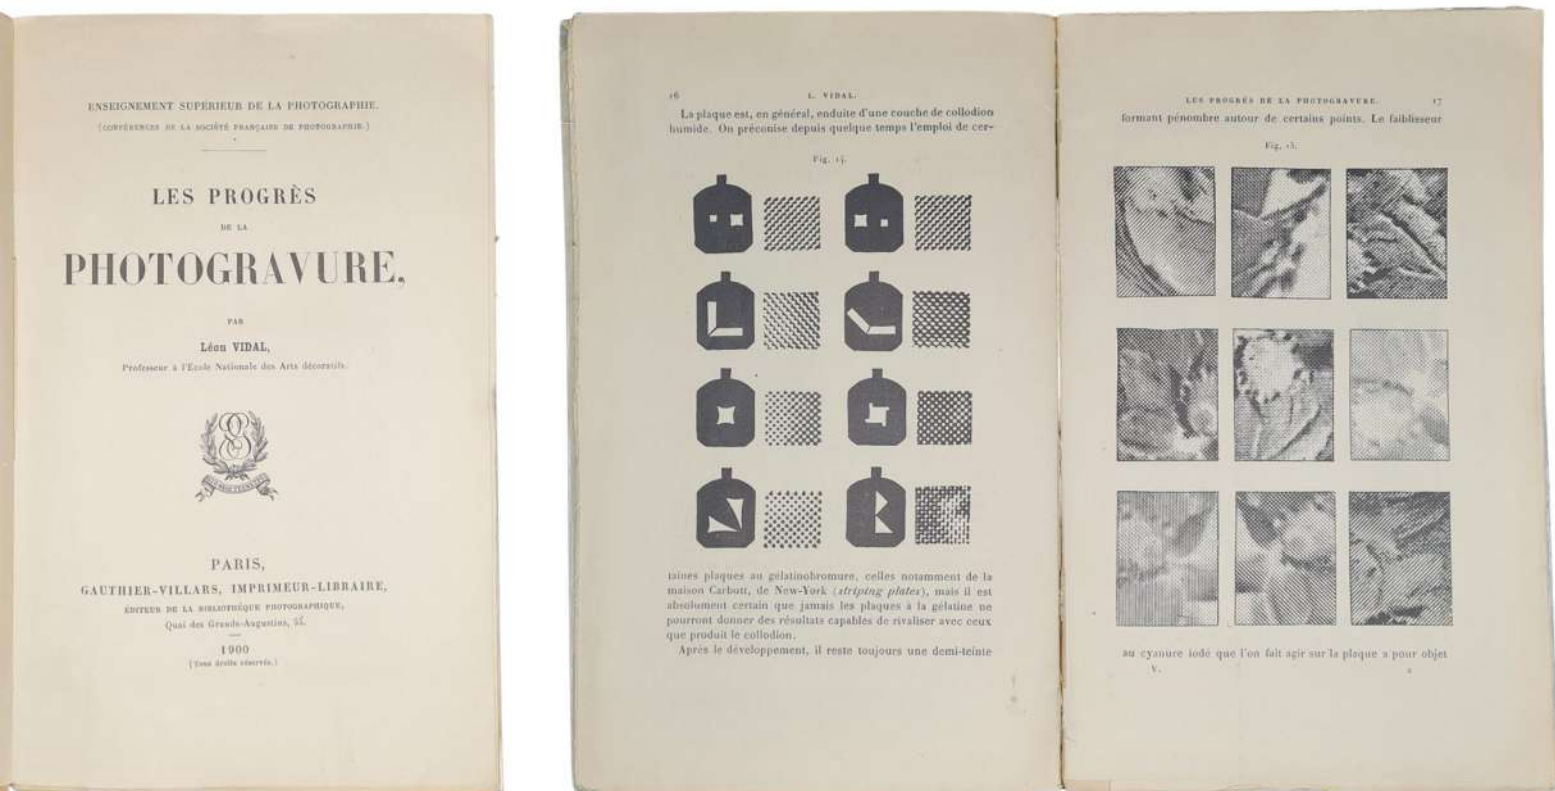 ENSEIGNEMENT SUPÉRIEUR DE LA PHOTOGRAPHIE.
(CONFÉRENCES DE LA SOCIÉTÉ FRANÇAISE DE PHOTOGRAPHIE.)
LES PROGRÈS
DE LA
PHOTOGRAVURE,
PAR
Léon VIDAL,
Professeur à l'École Nationale des Arts décoratifs.
PARIS,
GAUTHIER-VILLARS, IMPRIMEUR-LIBRAIRE,
ÉDITEUR DE LA BIBLIOTHÈQUE PHOTOGRAPHIQUE,
Quai des Grands-Augustins, 55.
1900
(Tous droits réservés.)
16 L. VIDAL.
La plaque est, en général, enduite d'une couche de collodion
humide. On préconise depuis quelque temps l'emploi de cer-
Fig. 14.
taines plaques au gélatinobromure, celles notamment de la
maison Carbutt, de New-York (striping plates), mais il est
absolument certain que jamais les plaques à la gélatine ne
pourront donner des résultats capables de rivaliser avec ceux
que produit le collodion.
Après le développement, il reste toujours une demi-teinte
LES PROGRÈS DE LA PHOTOGRAVURE. 17
formant pénombre autour de certains points. Le faiblisseur
Fig. 15.
au cyanure iodé que l'on fait agir sur la plaque a pour objet
V. 2